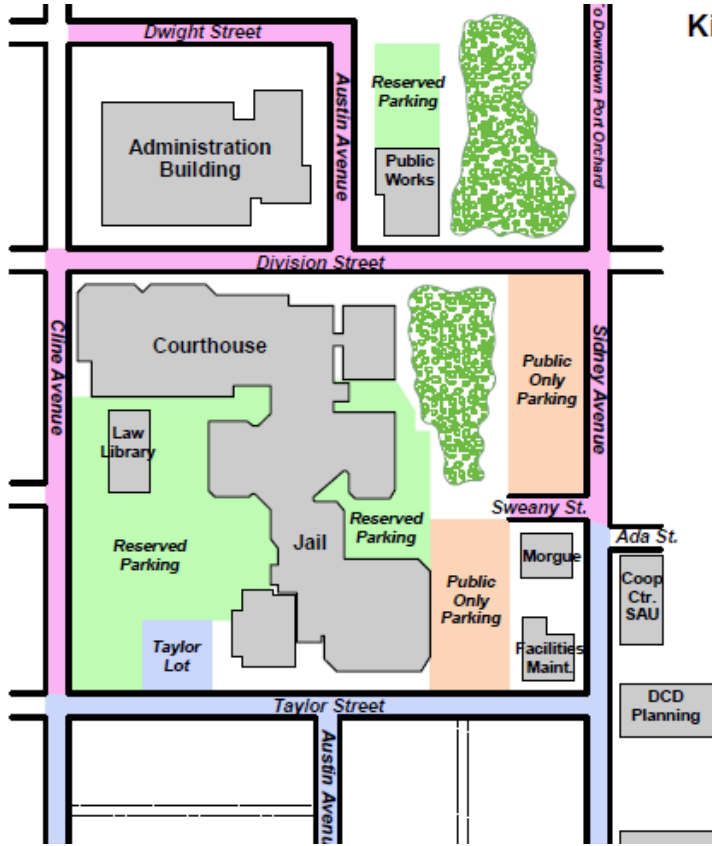 Ki
Dwight Street
Austin Avenue
Reserved
Parking
o Downtown Port Orchard
Administration
Building
Public
Works
Division Street
Cline Avenue
Courthouse
Public
Only
Parking
Sidney Avenue
Law
Library
Sweany St.
Reserved
Parking
Jail
Reserved
Parking
Ada St.
Morgue
Public
Only
Parking
Coop
Ctr.
SAU
Taylor
Lot
Facilities
Maint.
DCD
Planning
Taylor Street
Austin Avenu